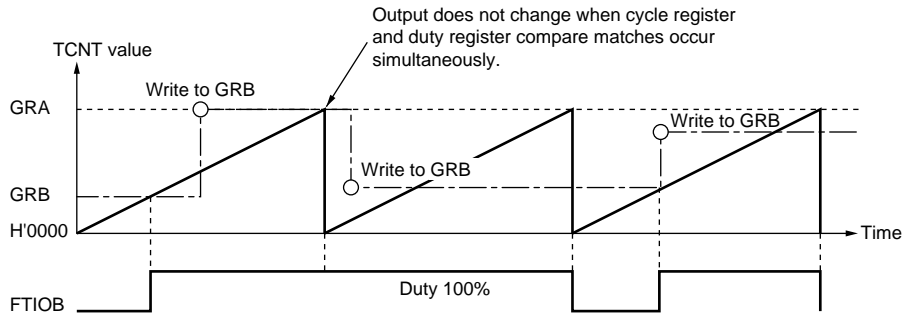 Output does not change when cycle register
and duty register compare matches occur
simultaneously.
TCNT value
Write to GRB
GRA
Write to GRB
Write to GRB
GRB
H'0000
Time
Duty 100%
FTIOB